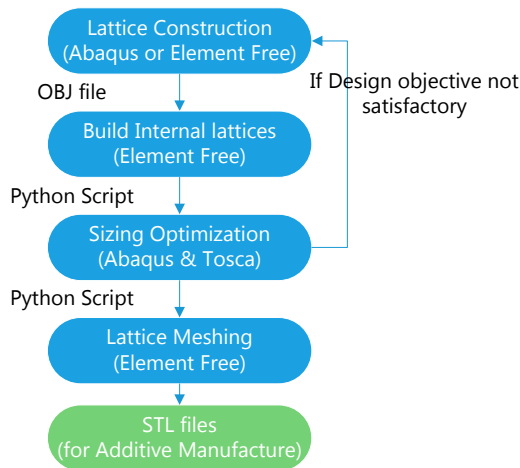 Lattice Construction
(Abaqus or Element Free)
OBJ file
If Design objective not
satisfactory
Build Internal lattices
(Element Free)
Python Script
Sizing Optimization
(Abaqus & Tosca)
Python Script
Lattice Meshing
(Element Free)
STL files
(for Additive Manufacture)